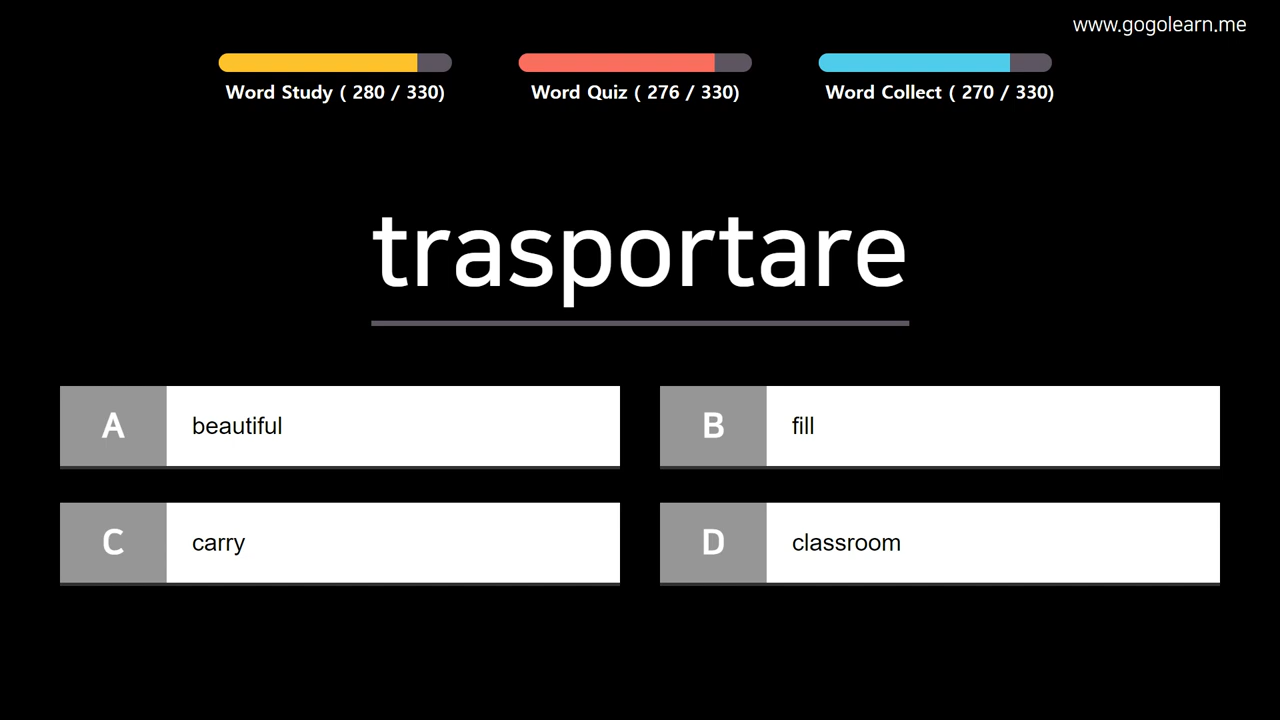 www.gogolearn.me
Word Study ( 280 / 330)
Word Quiz ( 276 / 330)
Word Collect ( 270 / 330)
trasportare
A beautiful
B fill
C carry
D classroom